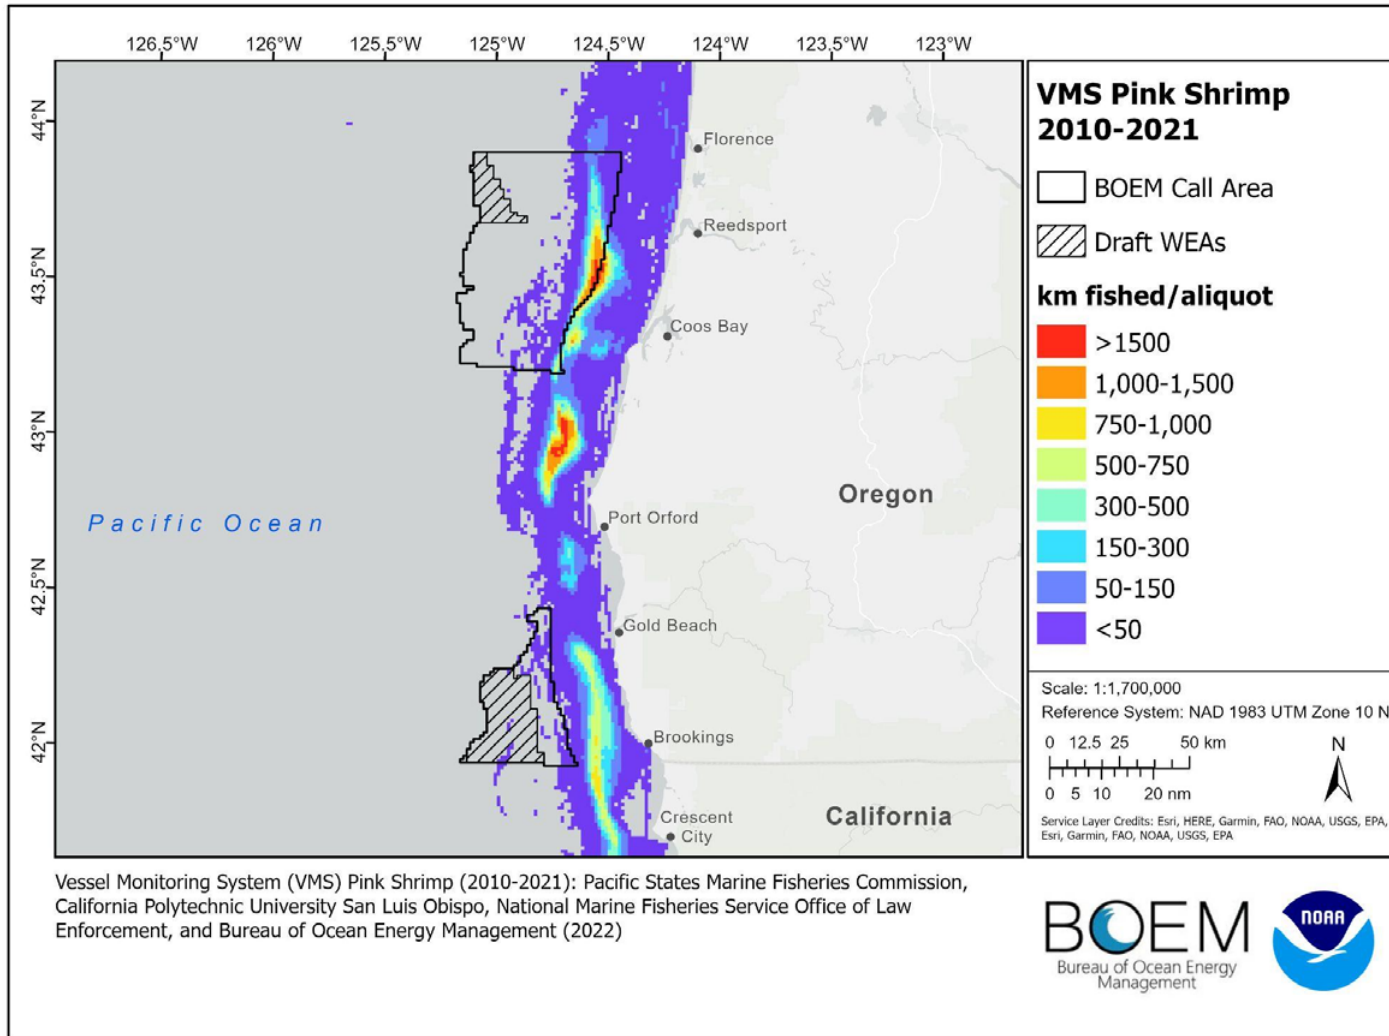 126.5°W 126°W 125.5°W 125°W 124.5°W 124°W 123.5°W 123°W
44°N
43.5°N
43°N
42.5°N
42°N
Florence
Reedsport
Coos Bay
Oregon
Pacific Ocean
Port Orford
Gold Beach
Brookings
Crescent
City
California
VMS Pink Shrimp
2010-2021
BOEM Call Area
Draft WEAs
km fished/aliquot
>1500
1,000-1,500
750-1,000
500-750
300-500
150-300
50-150
<50
Scale: 1:1,700,000
Reference System: NAD 1983 UTM Zone 10 N
0 12.5 25 50 km
0 5 10 20 nm
N
Service Layer Credits: Esri, HERE, Garmin, FAO, NOAA, USGS, EPA,
Esri, Garmin, FAO, NOAA, USGS, EPA
Vessel Monitoring System (VMS) Pink Shrimp (2010-2021): Pacific States Marine Fisheries Commission,
California Polytechnic University San Luis Obispo, National Marine Fisheries Service Office of Law
Enforcement, and Bureau of Ocean Energy Management (2022)
BOEM
Bureau of Ocean Energy
Management
NOAA